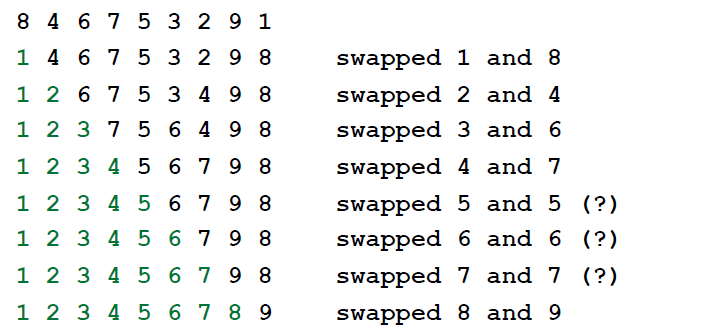 8 4 6 7 5 3 2 9 1
1 4 6 7 5 3 2 9 8 swapped 1 and 8
1 2 6 7 5 3 4 9 8 swapped 2 and 4
1 2 3 7 5 6 4 9 8 swapped 3 and 6
1 2 3 4 5 6 7 9 8 swapped 4 and 7
1 2 3 4 5 6 7 9 8 swapped 5 and 5 (?)
1 2 3 4 5 6 7 9 8 swapped 6 and 6 (?)
1 2 3 4 5 6 7 9 8 swapped 7 and 7 (?)
1 2 3 4 5 6 7 8 9 swapped 8 and 9